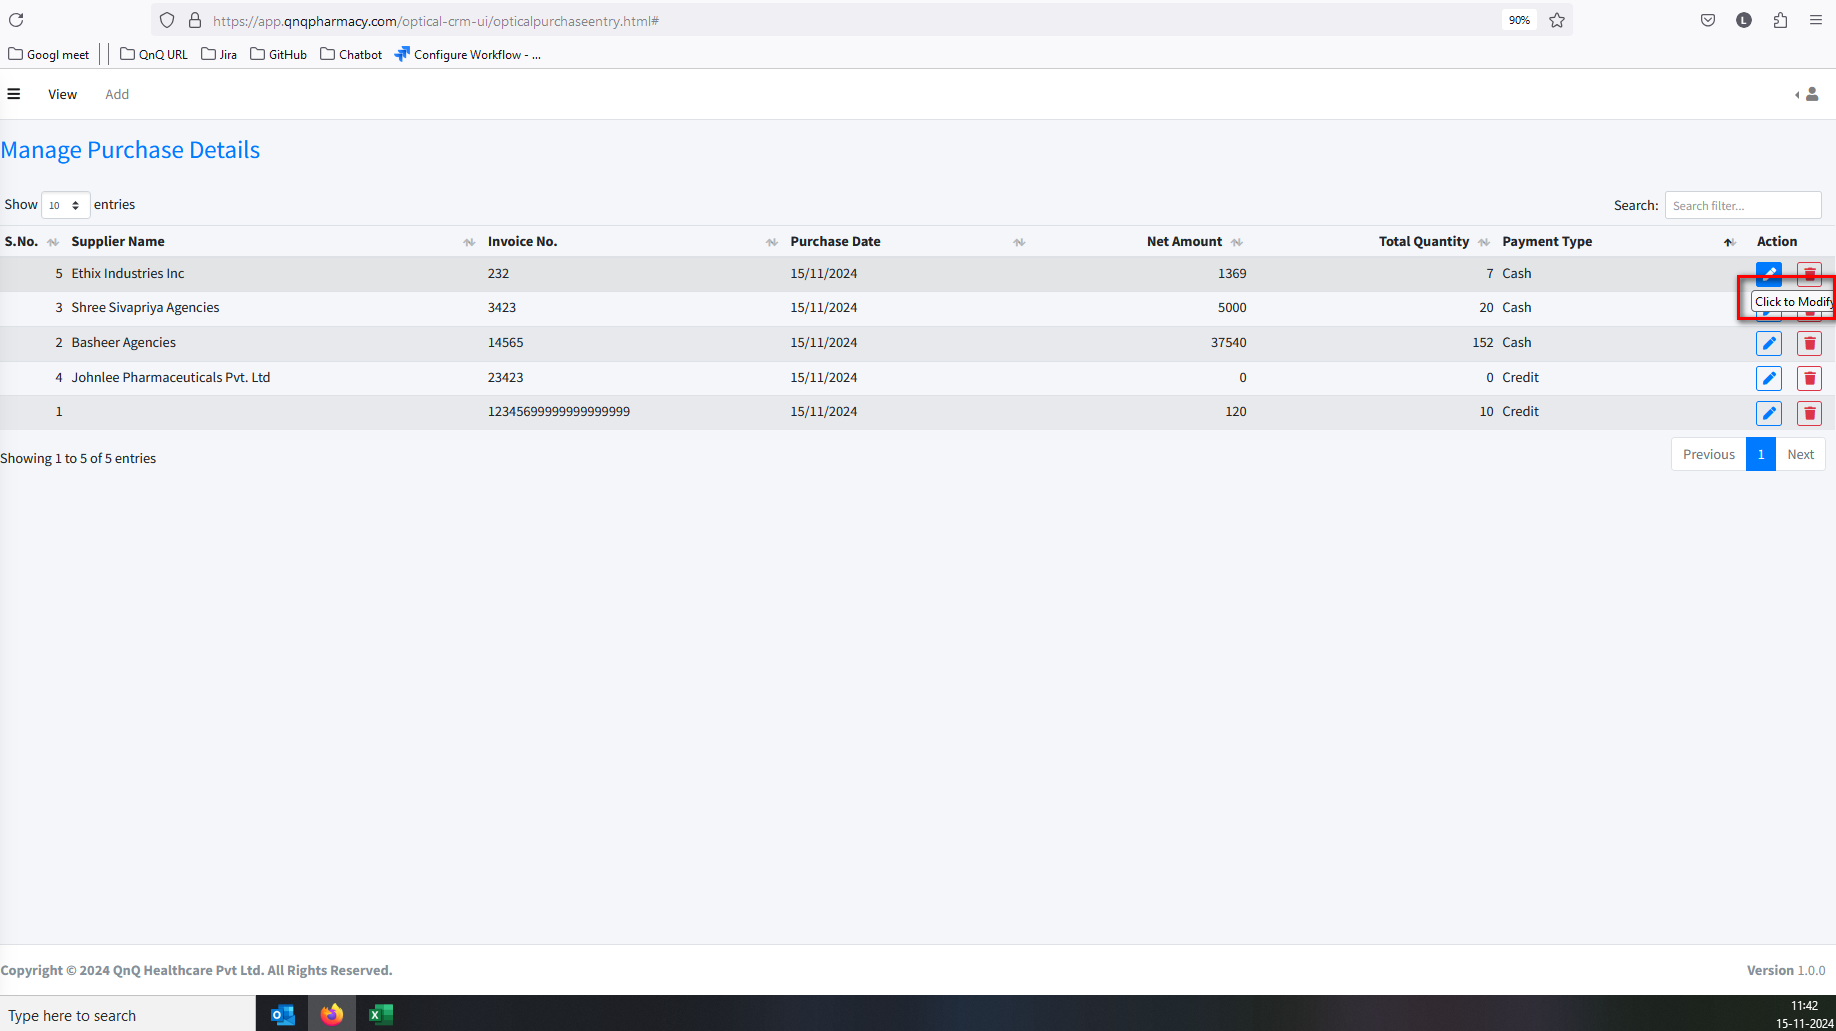 https://app.qnqpharmacy.com/optical-crm-ui/opticalpurchaseentry.html#
90%
L
Googl meet
QnQ URL
Jira
GitHub
Chatbot
Configure Workflow - ...
View
Add
Manage Purchase Details
Show 10 entries
Search: Search filter...
S.No. Supplier Name Invoice No. Purchase Date Net Amount Total Quantity Payment Type Action
5 Ethix Industries Inc 232 15/11/2024 1369 7 Cash
3 Shree Sivapriya Agencies 3423 15/11/2024 5000 20 Cash
Click to Modify
2 Basheer Agencies 14565 15/11/2024 37540 152 Cash
4 Johnlee Pharmaceuticals Pvt. Ltd 23423 15/11/2024 0 0 Credit
1 12345699999999999999 15/11/2024 120 10 Credit
Showing 1 to 5 of 5 entries
Previous 1 Next
Copyright © 2024 QnQ Healthcare Pvt Ltd. All Rights Reserved.
Version 1.0.0
Type here to search
11:42
15-11-2024